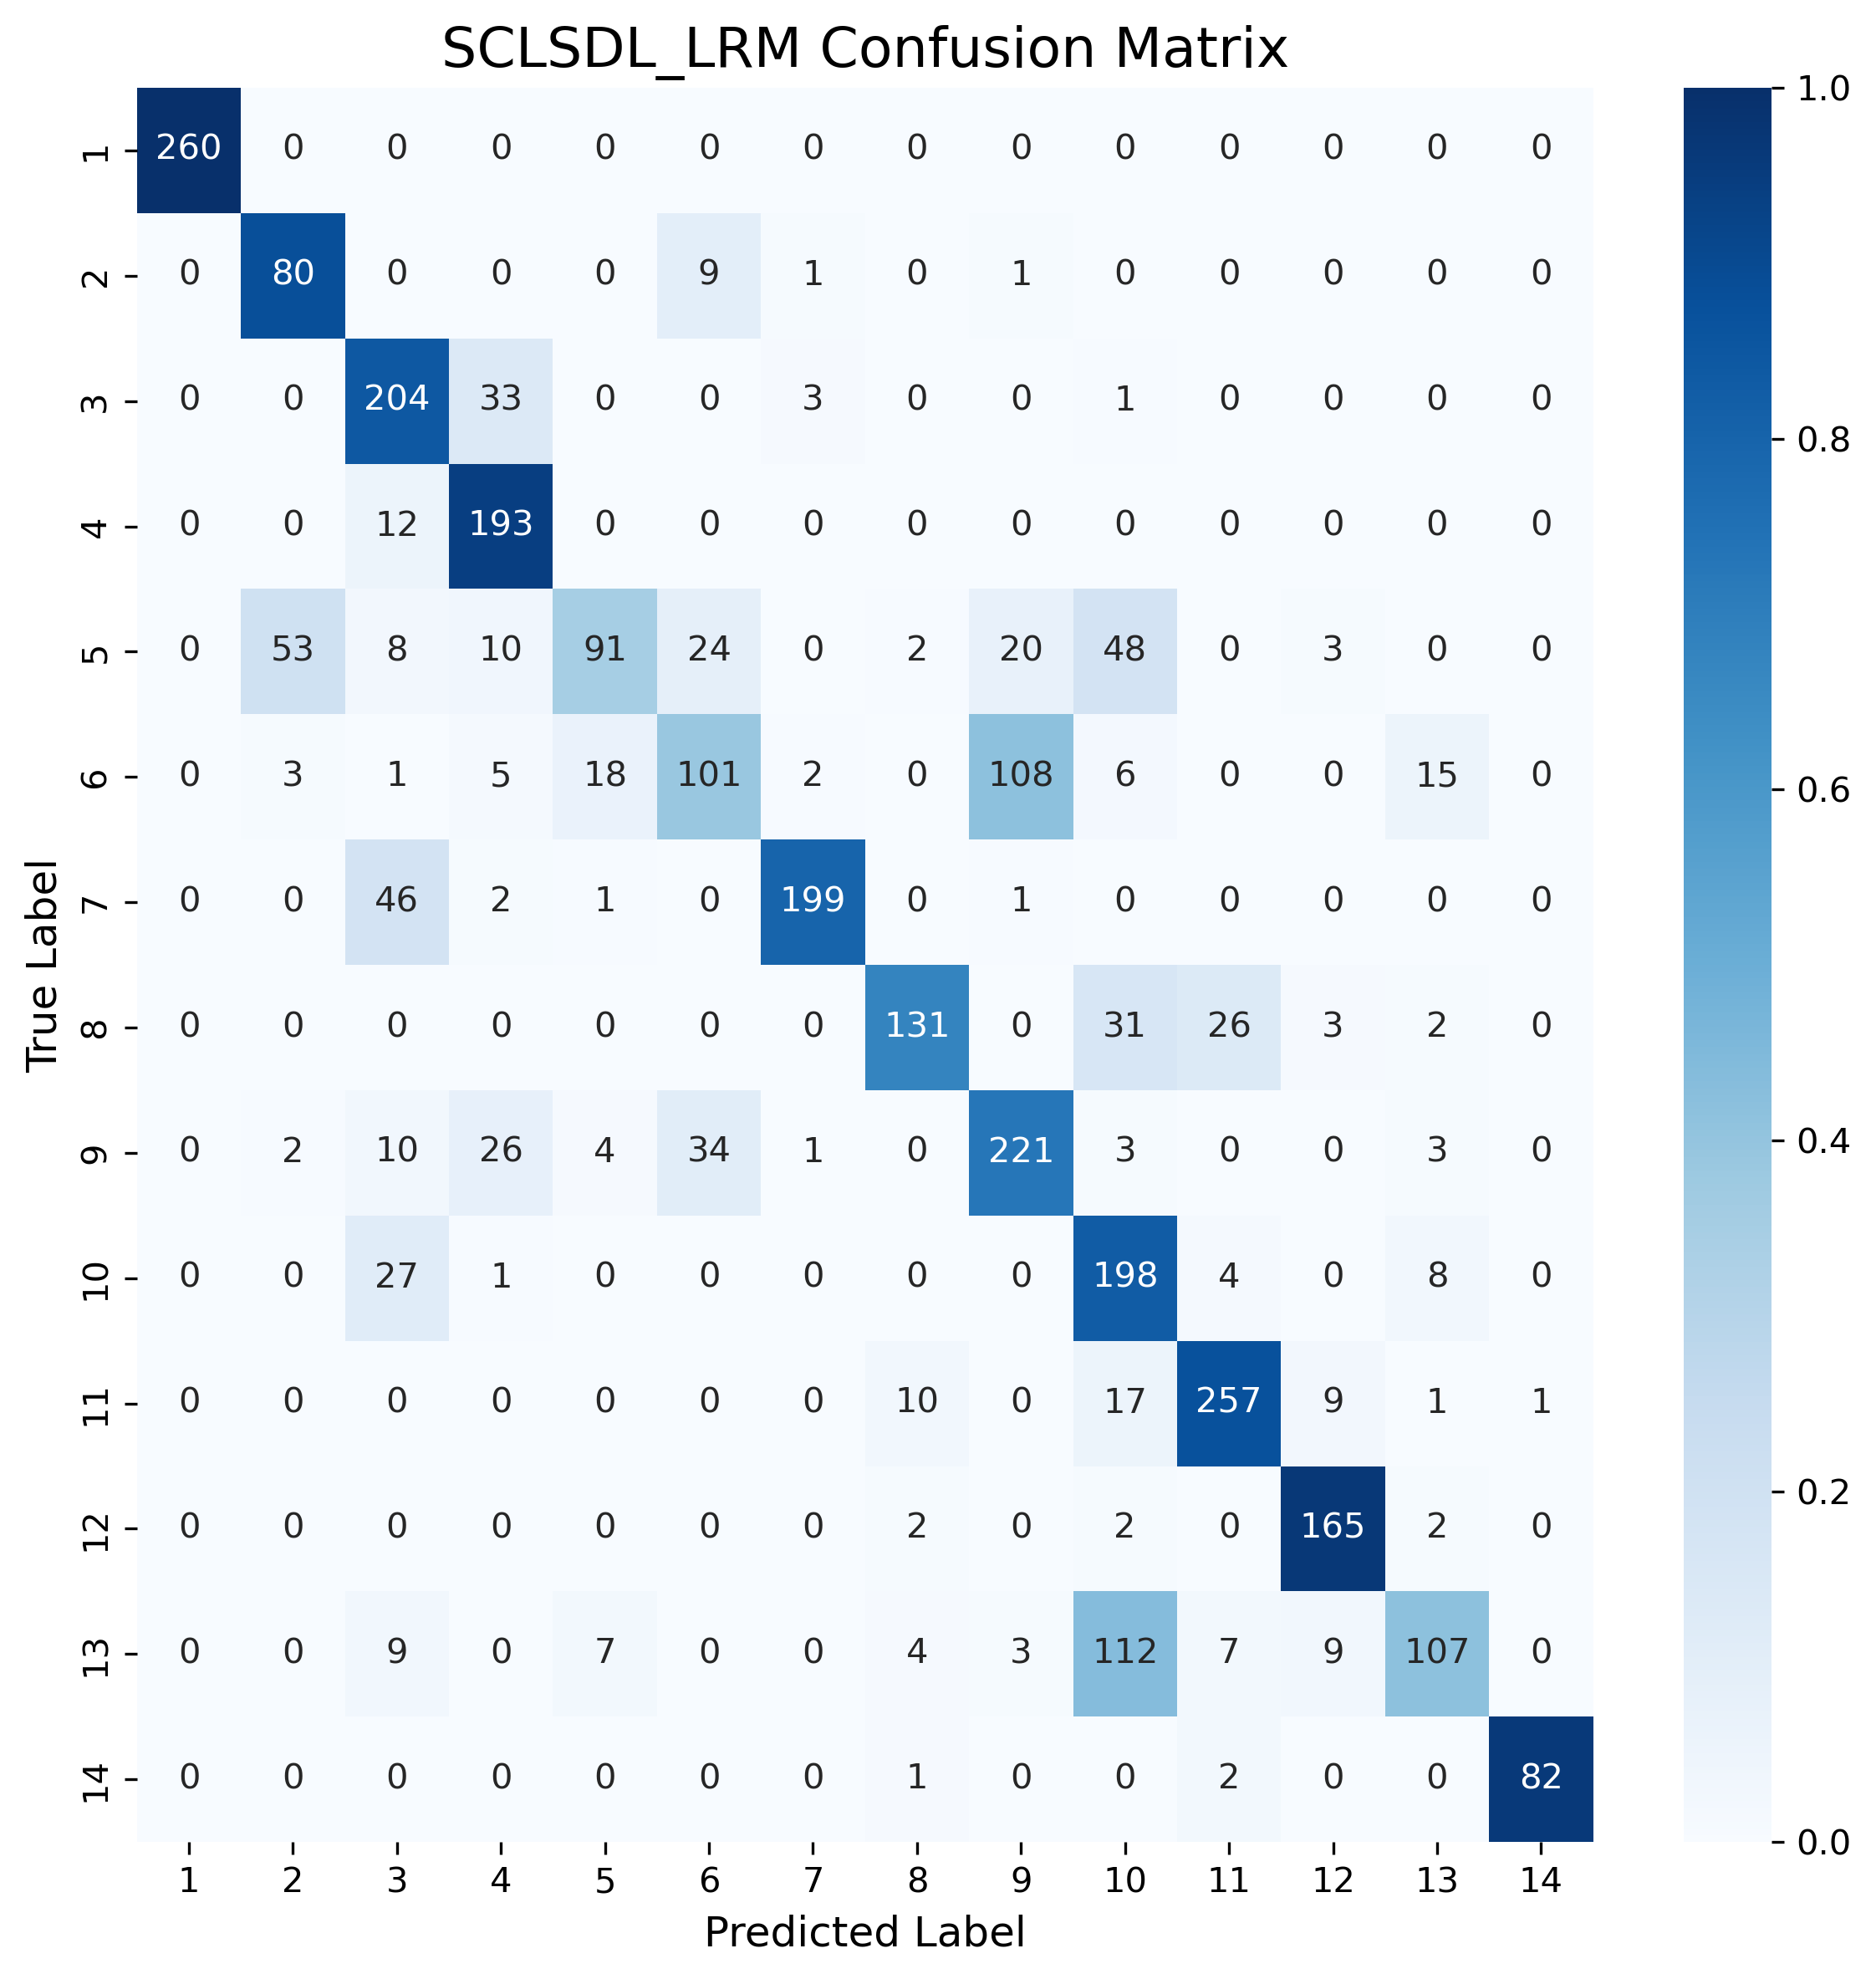 SCLSDL_LRM Confusion Matrix
1 260 0 0 0 0 0 0 0 0 0 0 0 0 0
2 0 80 0 0 0 9 1 0 1 0 0 0 0 0
3 0 0 204 33 0 0 3 0 0 1 0 0 0 0
4 0 0 12 193 0 0 0 0 0 0 0 0 0 0
5 0 53 8 10 91 24 0 2 20 48 0 3 0 0
6 0 3 1 5 18 101 2 0 108 6 0 0 15 0
7 0 0 46 2 1 0 199 0 1 0 0 0 0 0
8 0 0 0 0 0 0 0 131 0 31 26 3 2 0
9 0 2 10 26 4 34 1 0 221 3 0 0 3 0
10 0 0 27 1 0 0 0 0 0 198 4 0 8 0
11 0 0 0 0 0 0 0 10 0 17 257 9 1 1
12 0 0 0 0 0 0 0 2 0 2 0 165 2 0
13 0 0 9 0 7 0 0 4 3 112 7 9 107 0
14 0 0 0 0 0 0 0 1 0 0 2 0 0 82
1 2 3 4 5 6 7 8 9 10 11 12 13 14
Predicted Label
True Label
1.0
0.8
0.6
0.4
0.2
0.0